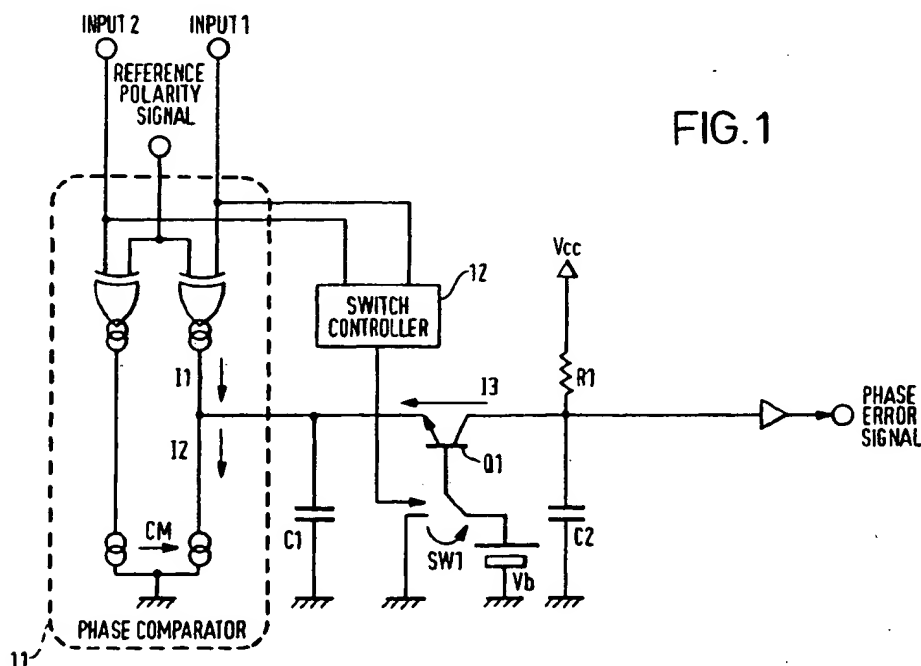 INPUT 2
INPUT 1
REFERENCE
POLARITY
SIGNAL
FIG.1
12
SWITCH
CONTROLLER
Vcc
R1
I1
I3
PHASE
ERROR
SIGNAL
Q1
I2
CM
C1
SW1
Vb
C2
PHASE COMPARATOR
11